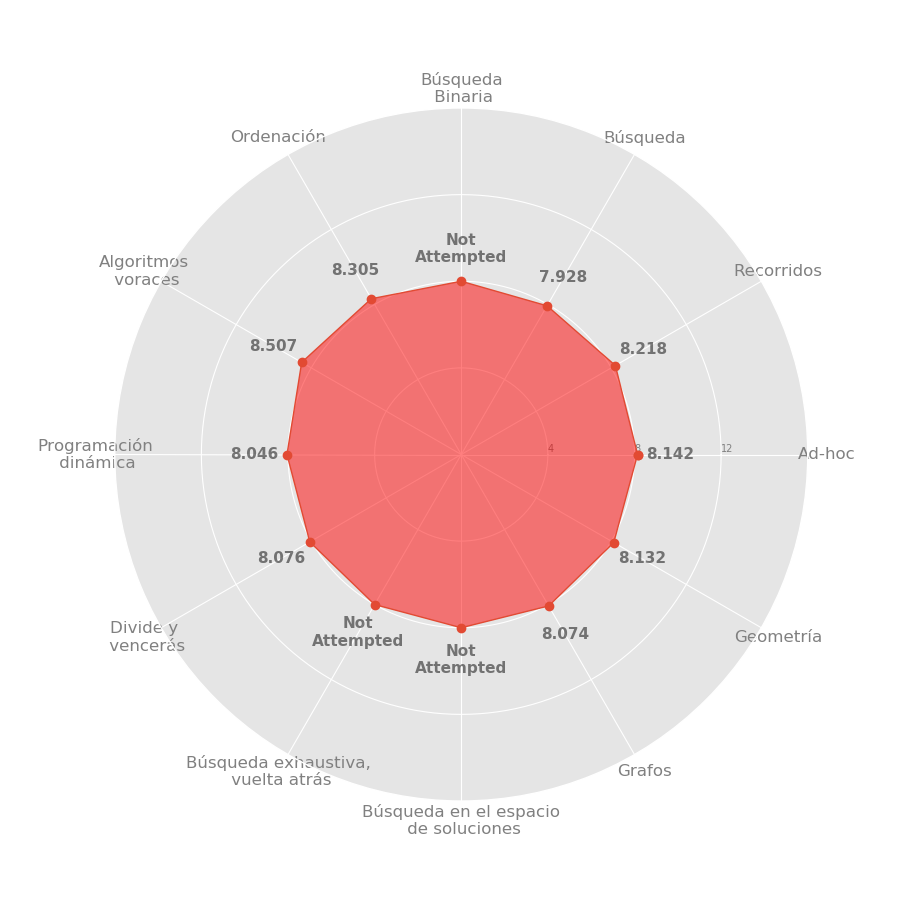 Búsqueda
Binaria
Ordenación
Búsqueda
Not
Attempted
8.305
7.928
Algoritmos
voraces
Recorridos
8.507
8.218
Programación
dinámica
8.046
4
8
12
8.142
Ad-hoc
8.076
8.132
Divide y
vencerás
Not
Attempted
Not
Attempted
8.074
Geometría
Búsqueda exhaustiva,
vuelta atrás
Grafos
Búsqueda en el espacio
de soluciones